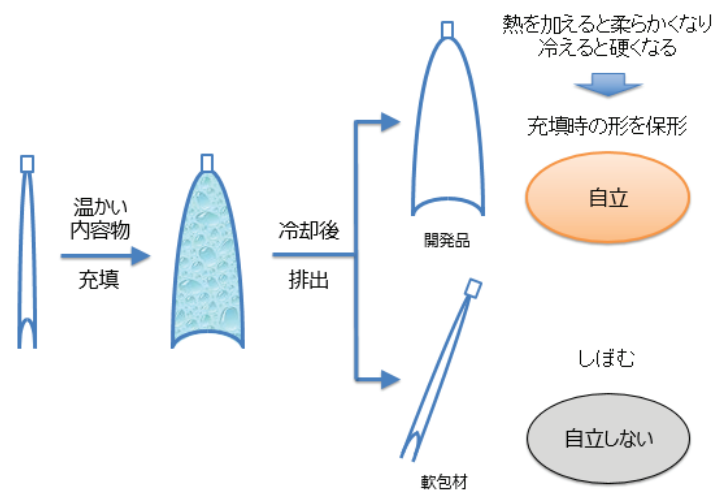 熱を加えると柔らかくなり
冷えると硬くなる
充填時の形を保形
自立
開発品
温かい
内容物
充填
冷却後
排出
しぼむ
自立しない
軟包材